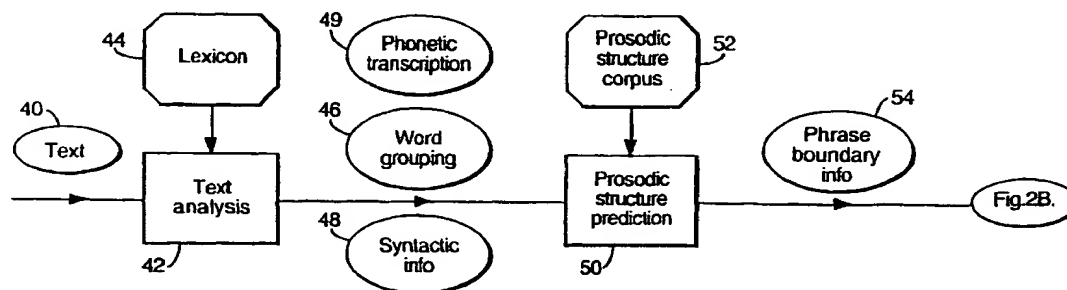 44
Lexicon
49
Phonetic
transcription
Prosodic
structure
corpus
52
40
Text
46
Word
grouping
54
Phrase
boundary
info
Text
analysis
Prosodic
structure
prediction
Fig.2B.
42
48
Syntactic
info
50